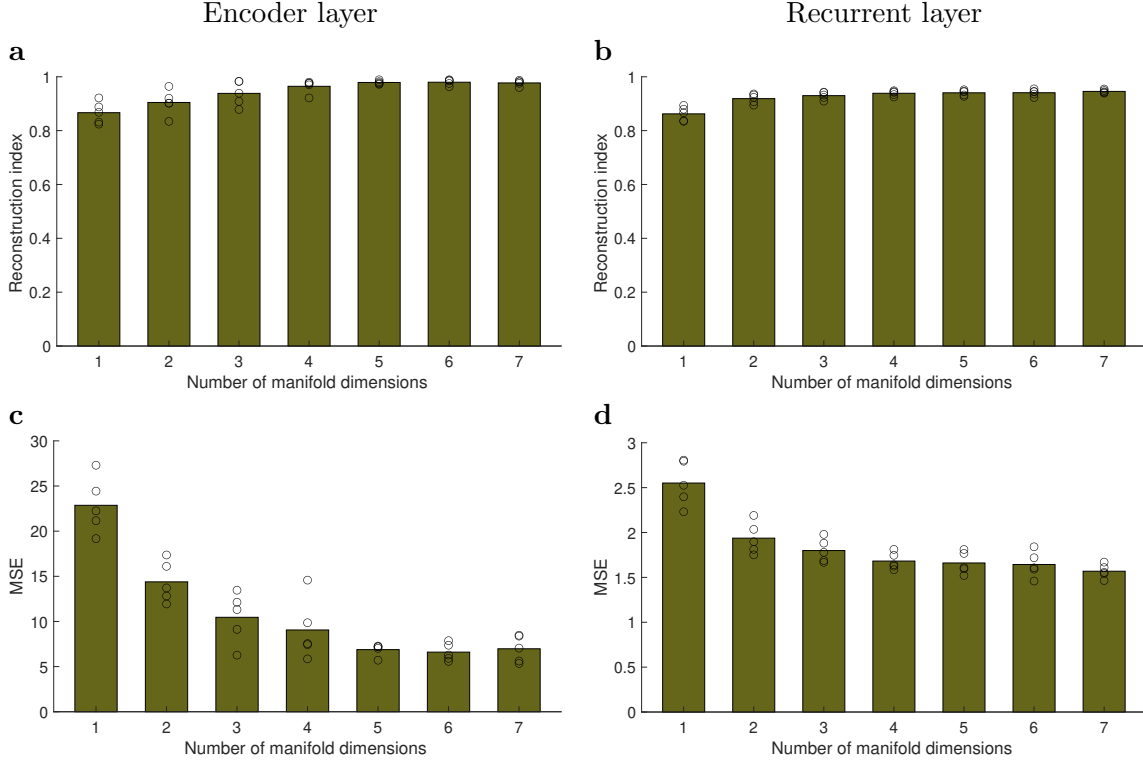 Encoder layer
Recurrent layer
a
1
0.8
0.6
0.4
0.2
0
Reconstruction index
1 2 3 4 5 6 7
Number of manifold dimensions
b
1
0.8
0.6
0.4
0.2
0
Reconstruction index
1 2 3 4 5 6 7
Number of manifold dimensions
c
30
25
20
15
10
5
0
MSE
1 2 3 4 5 6 7
Number of manifold dimensions
d
3
2.5
2
1.5
1
0.5
0
MSE
1 2 3 4 5 6 7
Number of manifold dimensions